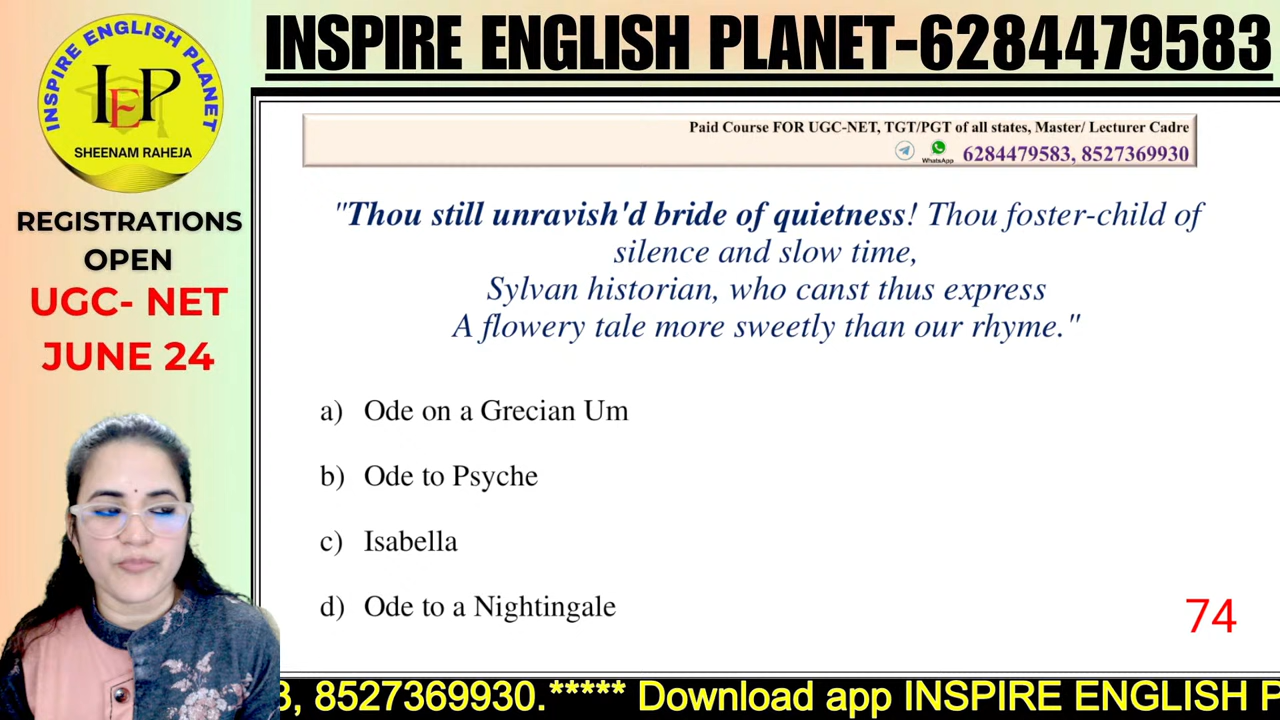 INSPIRE ENGLISH PLANET-6284479583
INSPIRE ENGLISH PLANET
IEP
SHEENAM RAHEJA
REGISTRATIONS
OPEN
UGC- NET
JUNE 24
Paid Course FOR UGC-NET, TGT/PGT of all states, Master/ Lecturer Cadre
WhatsApp 6284479583, 8527369930
"Thou still unravish'd bride of quietness! Thou foster-child of
silence and slow time,
Sylvan historian, who canst thus express
A flowery tale more sweetly than our rhyme."
a) Ode on a Grecian Um
b) Ode to Psyche
c) Isabella
d) Ode to a Nightingale
74
3, 8527369930.***** Download app INSPIRE ENGLISH P